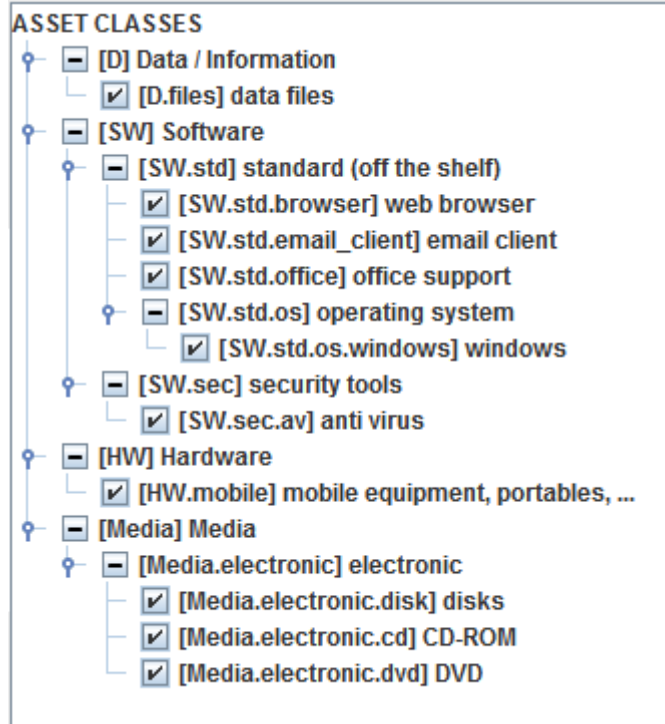 ASSET CLASSES
[D] Data / Information
[D.files] data files
[SW] Software
[SW.std] standard (off the shelf)
[SW.std.browser] web browser
[SW.std.email_client] email client
[SW.std.office] office support
[SW.std.os] operating system
[SW.std.os.windows] windows
[SW.sec] security tools
[SW.sec.av] anti virus
[HW] Hardware
[HW.mobile] mobile equipment, portables, ...
[Media] Media
[Media.electronic] electronic
[Media.electronic.disk] disks
[Media.electronic.cd] CD-ROM
[Media.electronic.dvd] DVD